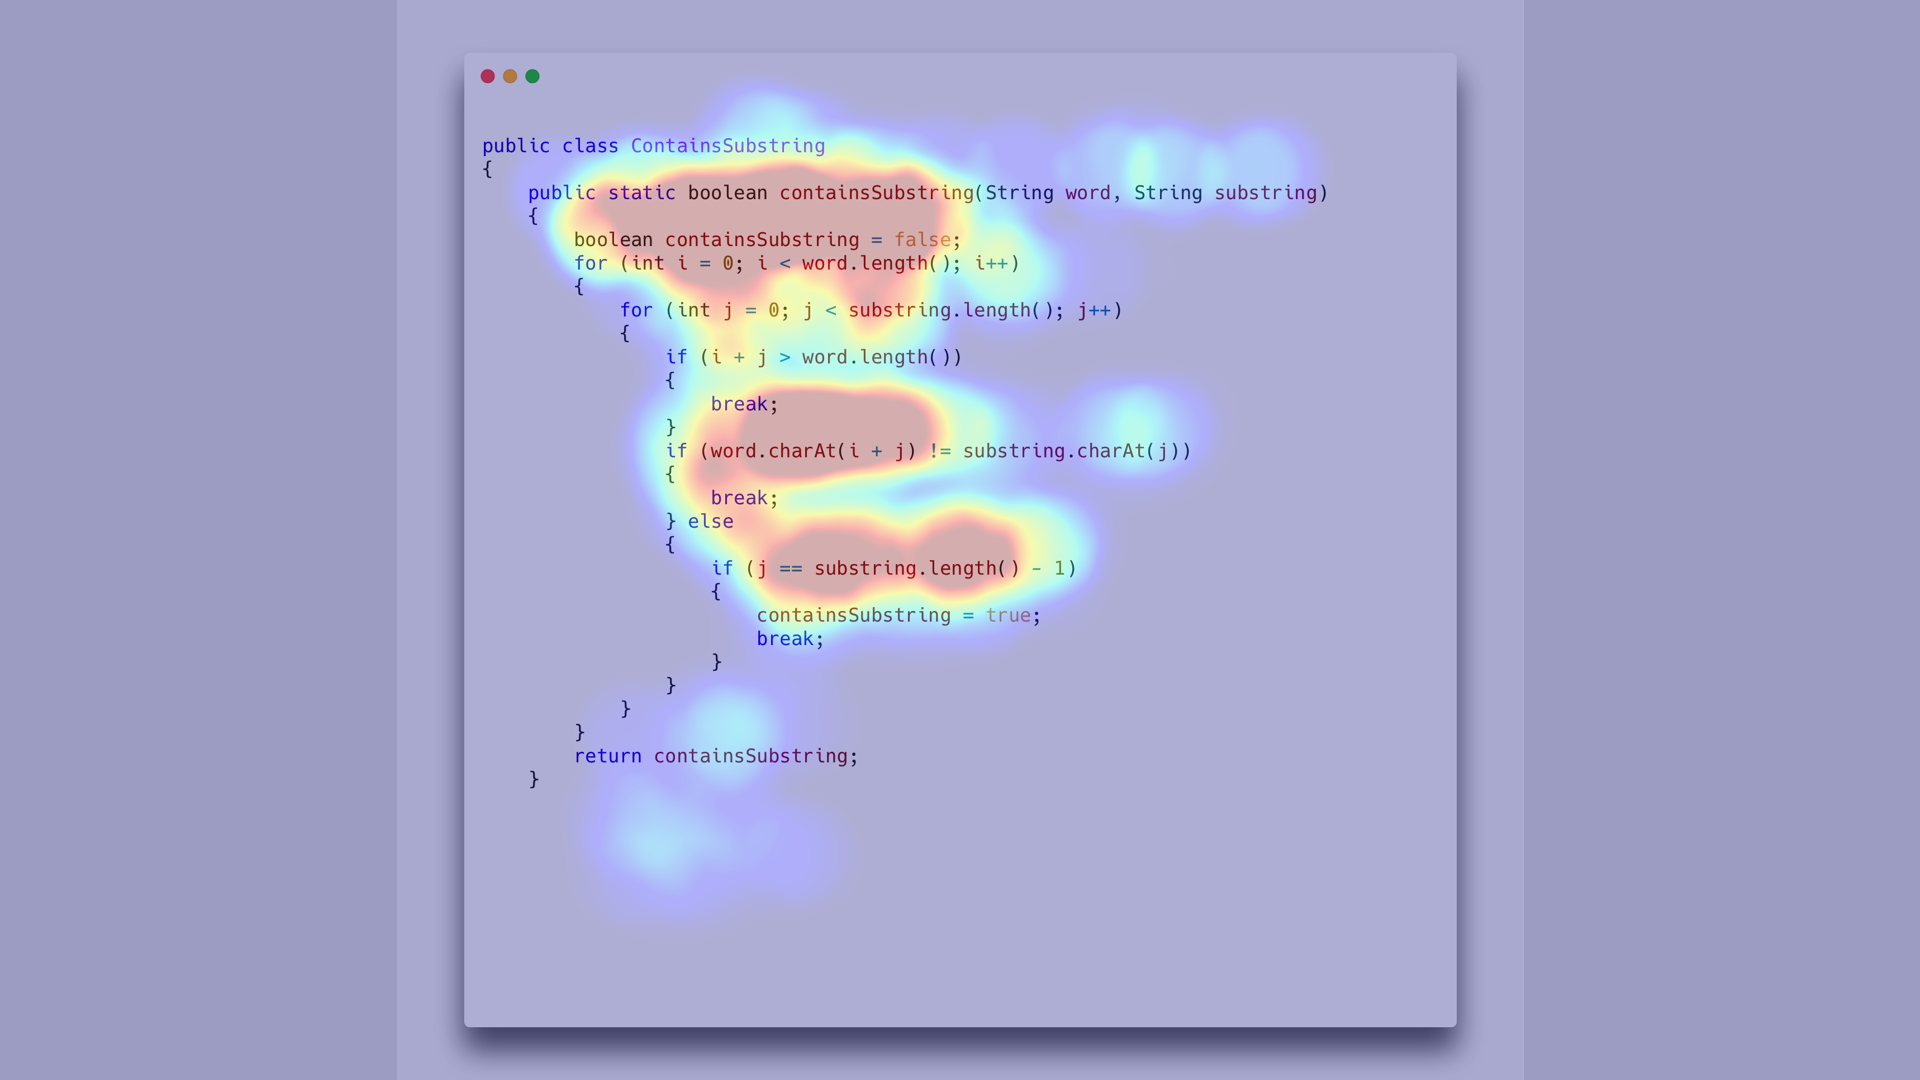 public class ContainsSubstring
{
    public static boolean containsSubstring(String word, String substring)
    {
        boolean containsSubstring = false;
        for (int i = 0; i < word.length(); i++)
        {
            for (int j = 0; j < substring.length(); j++)
            {
                if (i + j > word.length())
                {
                    break;
                }
                if (word.charAt(i + j) != substring.charAt(j))
                {
                    break;
                } else
                {
                    if (j == substring.length() - 1)
                    {
                        containsSubstring = true;
                        break;
                    }
                }
            }
        }
        return containsSubstring;
    }